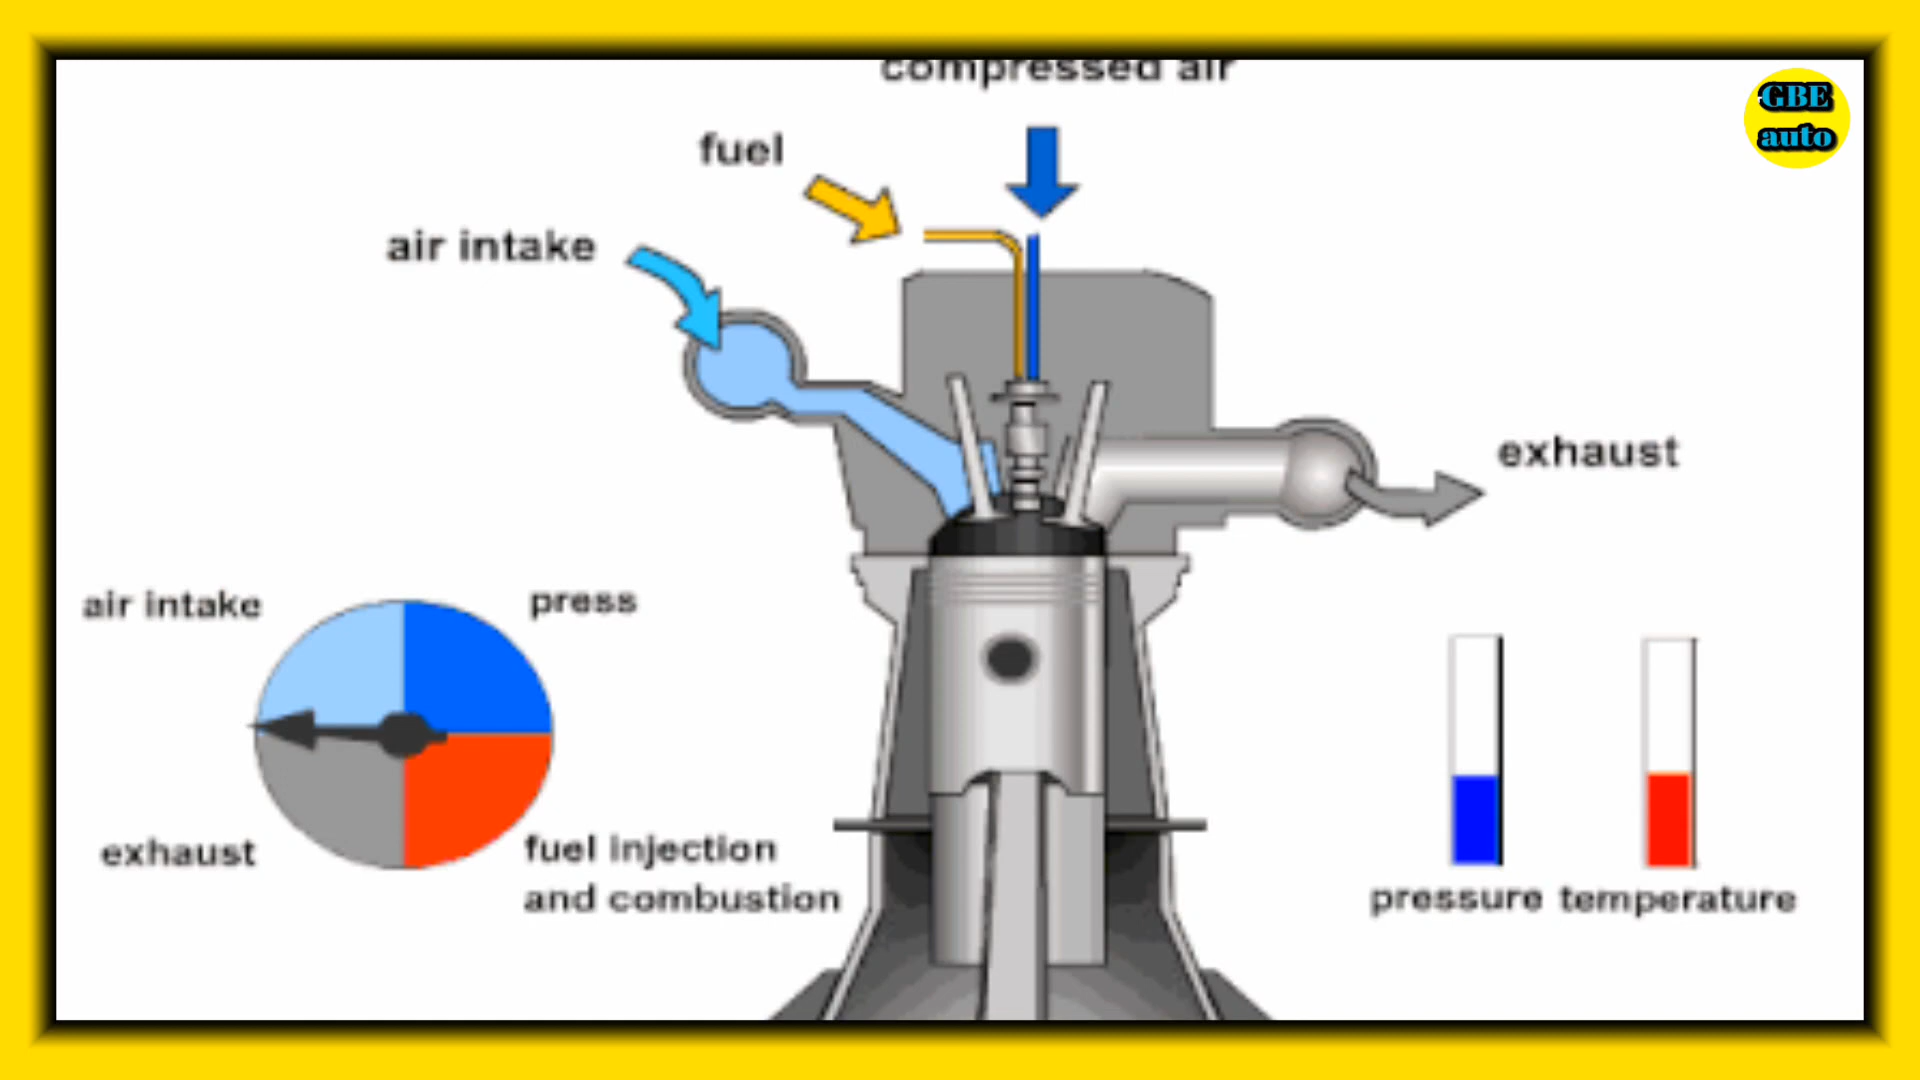 compressed air
GBE
auto
fuel
air intake
exhaust
air intake
press
exhaust
fuel injection
and combustion
pressure
temperature